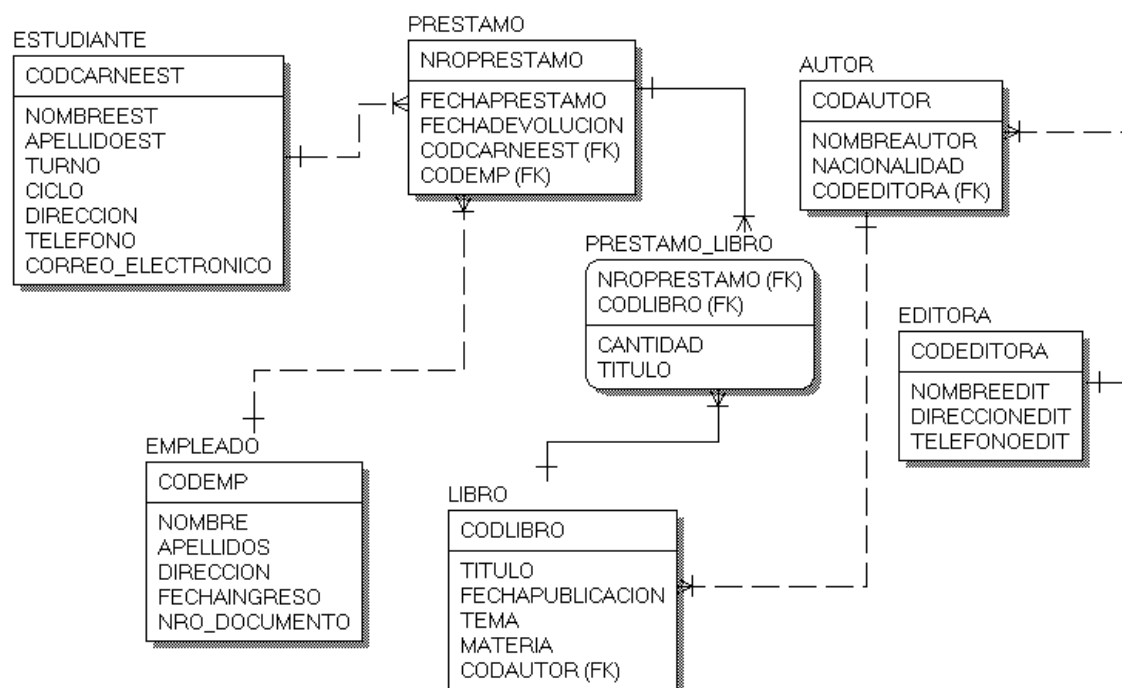 ESTUDIANTE
CODCARNEEST
NOMBREEST
APELLIDOEST
TURNO
CICLO
DIRECCION
TELEFONO
CORREO_ELECTRONICO
PRESTAMO
NROPRESTAMO
FECHAPRESTAMO
FECHADEVOLUCION
CODCARNEEST (FK)
CODEMP (FK)
AUTOR
CODAUTOR
NOMBREAUTOR
NACIONALIDAD
CODEDITORA (FK)
PRESTAMO_LIBRO
NROPRESTAMO (FK)
CODLIBRO (FK)
CANTIDAD
TITULO
EDITORA
CODEDITORA
NOMBREEDIT
DIRECCIONEDIT
TELEFONOEDIT
EMPLEADO
CODEMP
NOMBRE
APELLIDOS
DIRECCION
FECHAINGRESO
NRO_DOCUMENTO
LIBRO
CODLIBRO
TITULO
FECHAPUBLICACION
TEMA
MATERIA
CODAUTOR (FK)